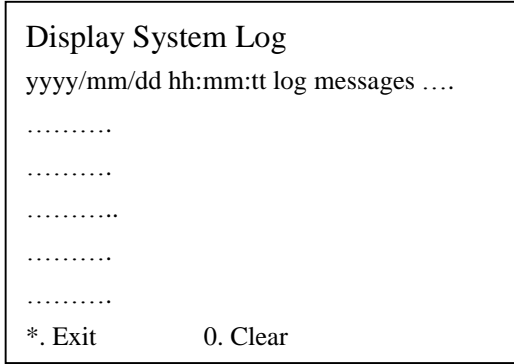 Display System Log
yyyy/mm/dd hh:mm:tt log messages ….
……….
……….
………..
……….
……….
*. Exit 0. Clear